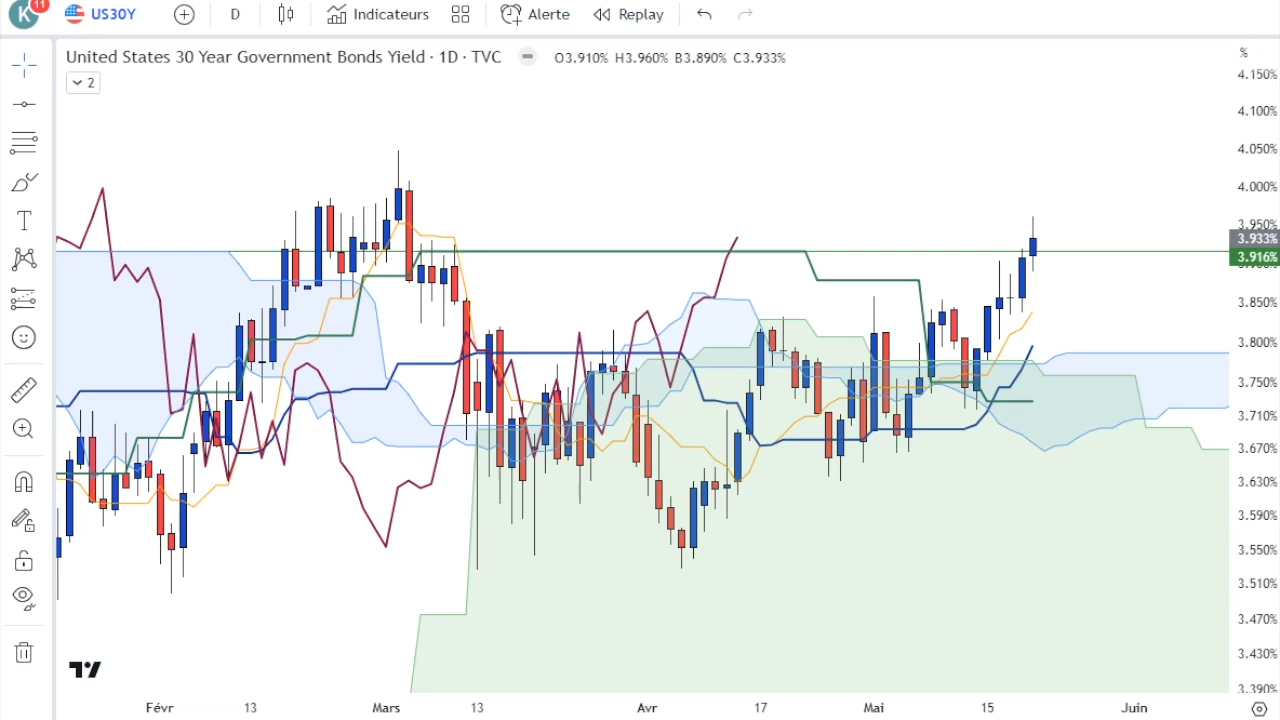 K
11
US30Y
D
Indicateurs
Alerte
Replay
United States 30 Year Government Bonds Yield · 1D · TVC
O3.910% H3.960% B3.890% C3.933%
2
%
4.150%
4.100%
4.050%
4.000%
3.950%
3.933%
3.916%
3.850%
3.800%
3.750%
3.710%
3.670%
3.630%
3.590%
3.550%
3.510%
3.470%
3.430%
3.390%
Févr
13
Mars
13
Avr
17
Mai
15
Juin